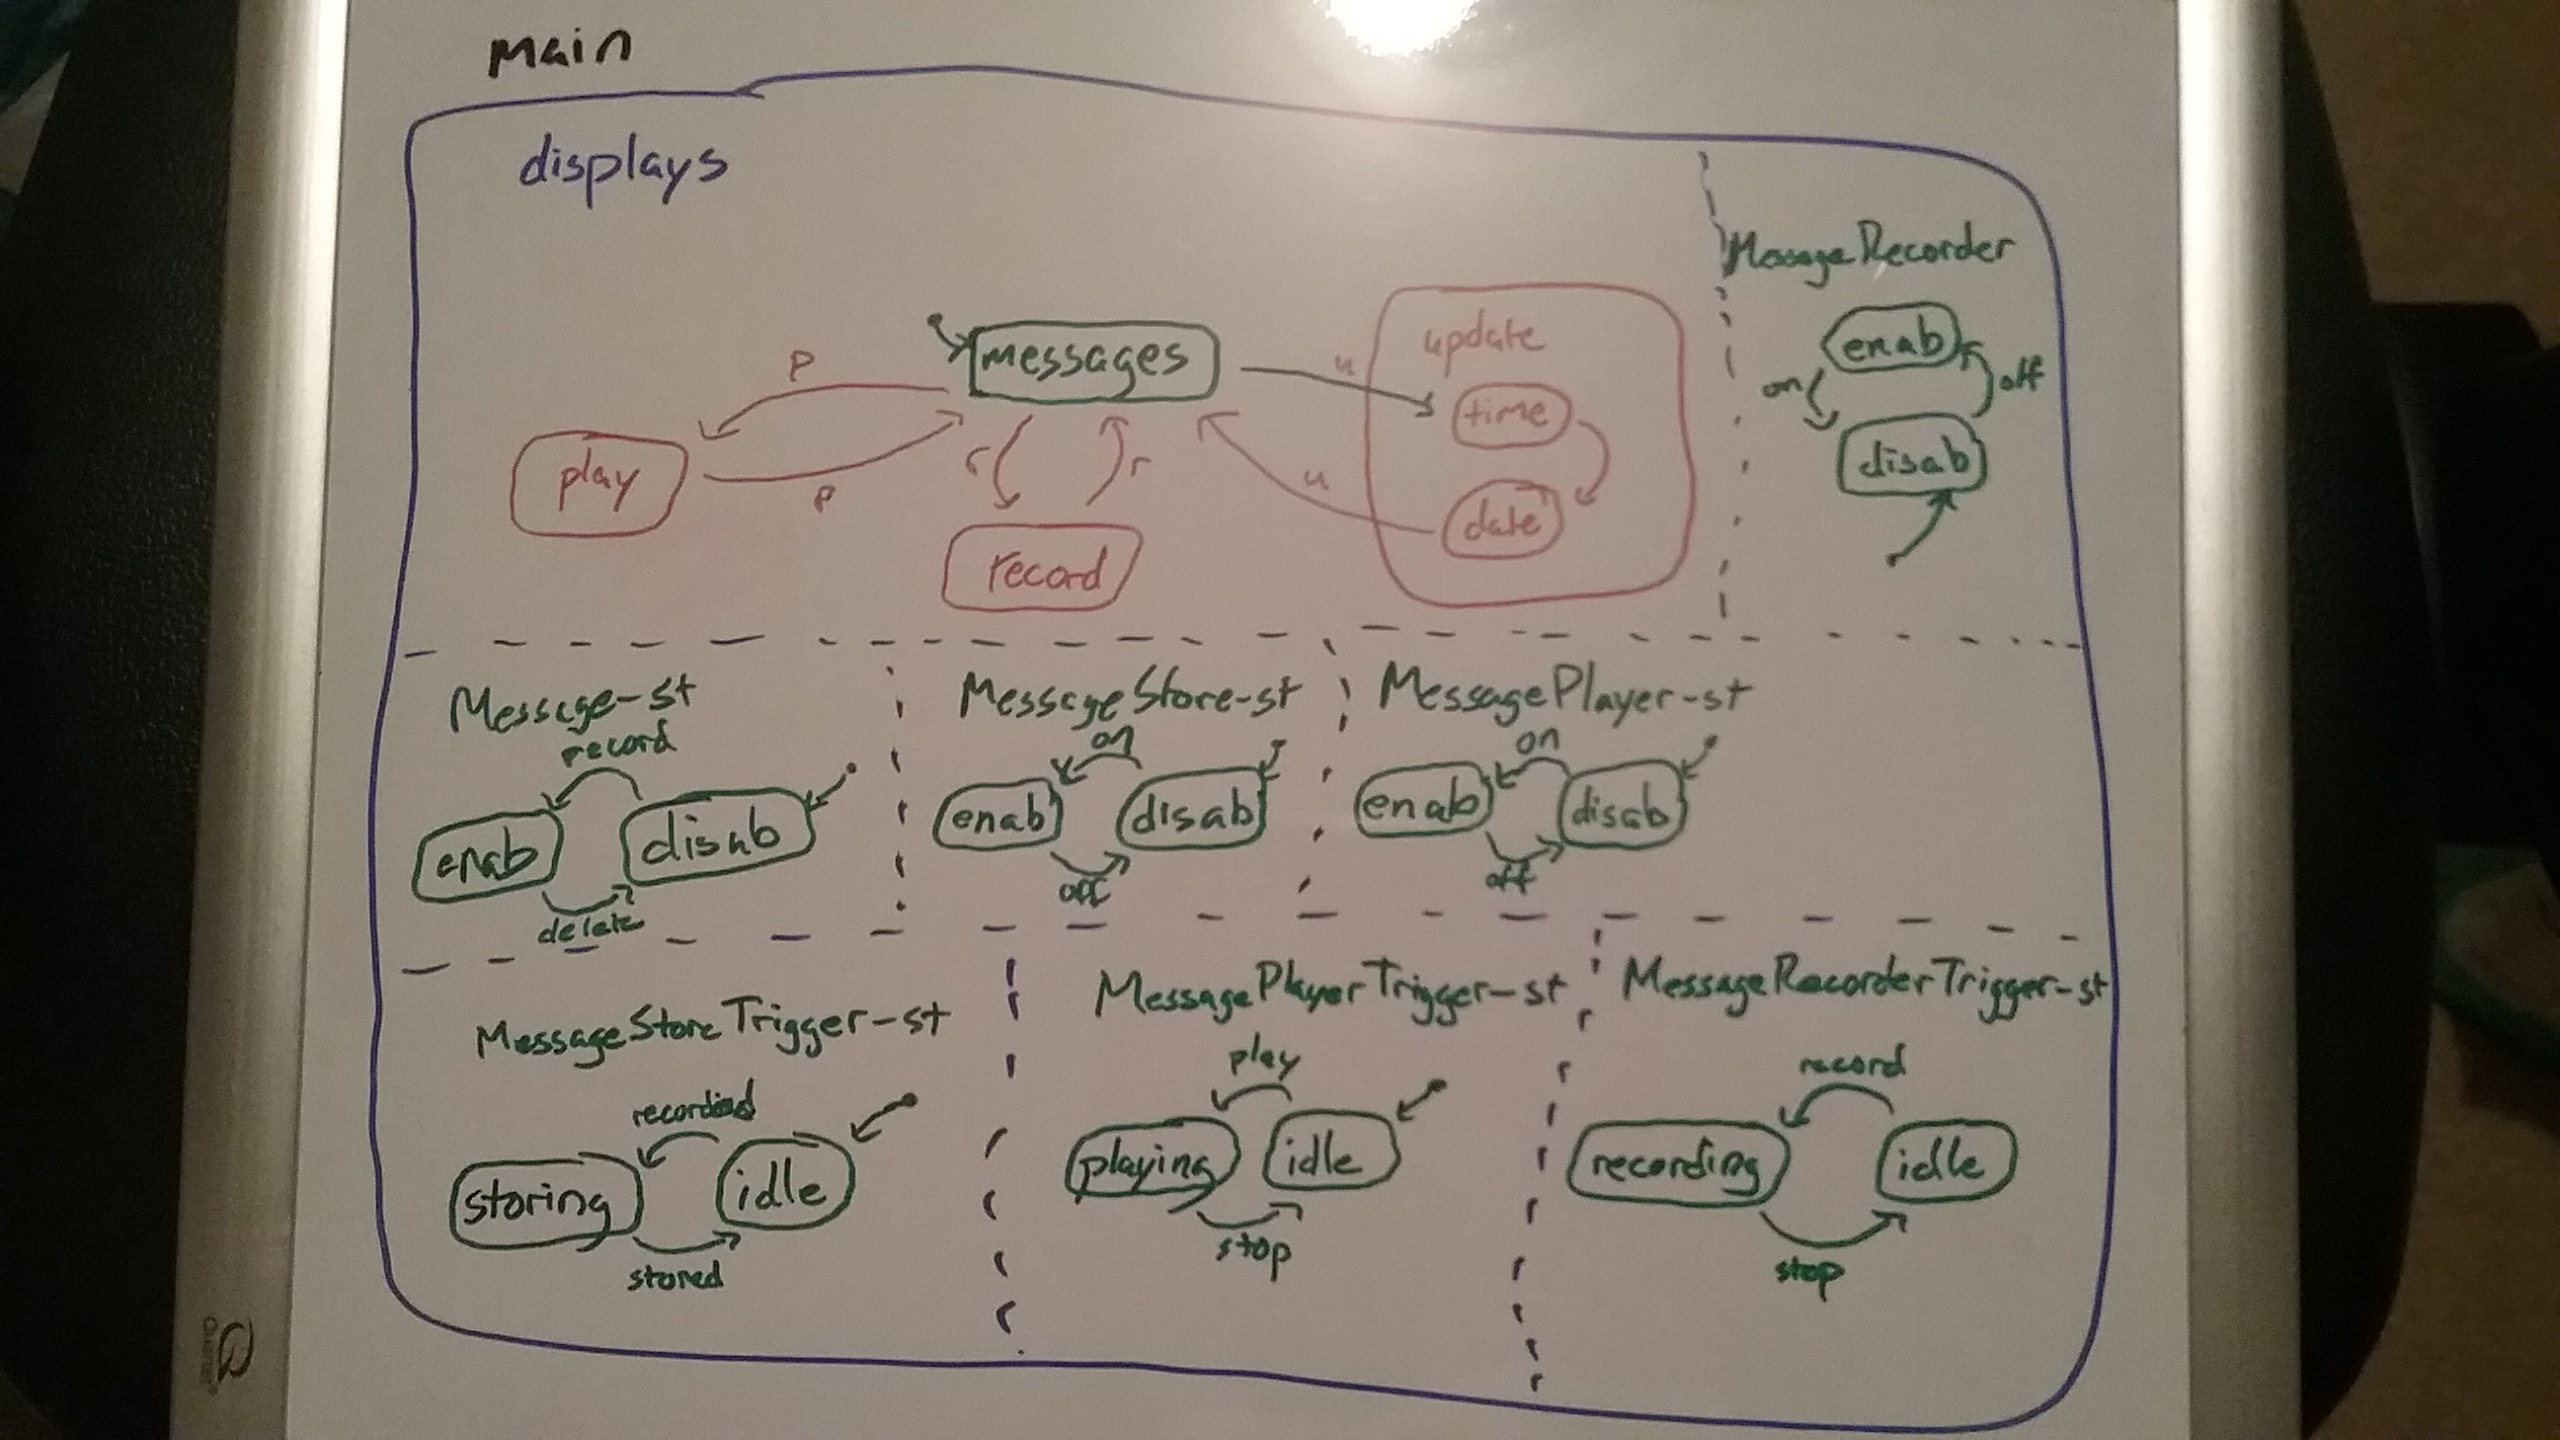 main
displays
MessageRecorder
messages
update
p
u
enab
time
on
off
play
p
r
r
u
date
disab
record
Message-st
MessageStore-st
MessagePlayer-st
record
on
on
enab
disab
enab
disab
enab
disab
delete
off
off
MessageStoreTrigger-st
MessagePlayerTrigger-st
MessageRecorderTrigger-st
play
record
storing
idle
playing
idle
recording
idle
stored
stop
stop
Quartet